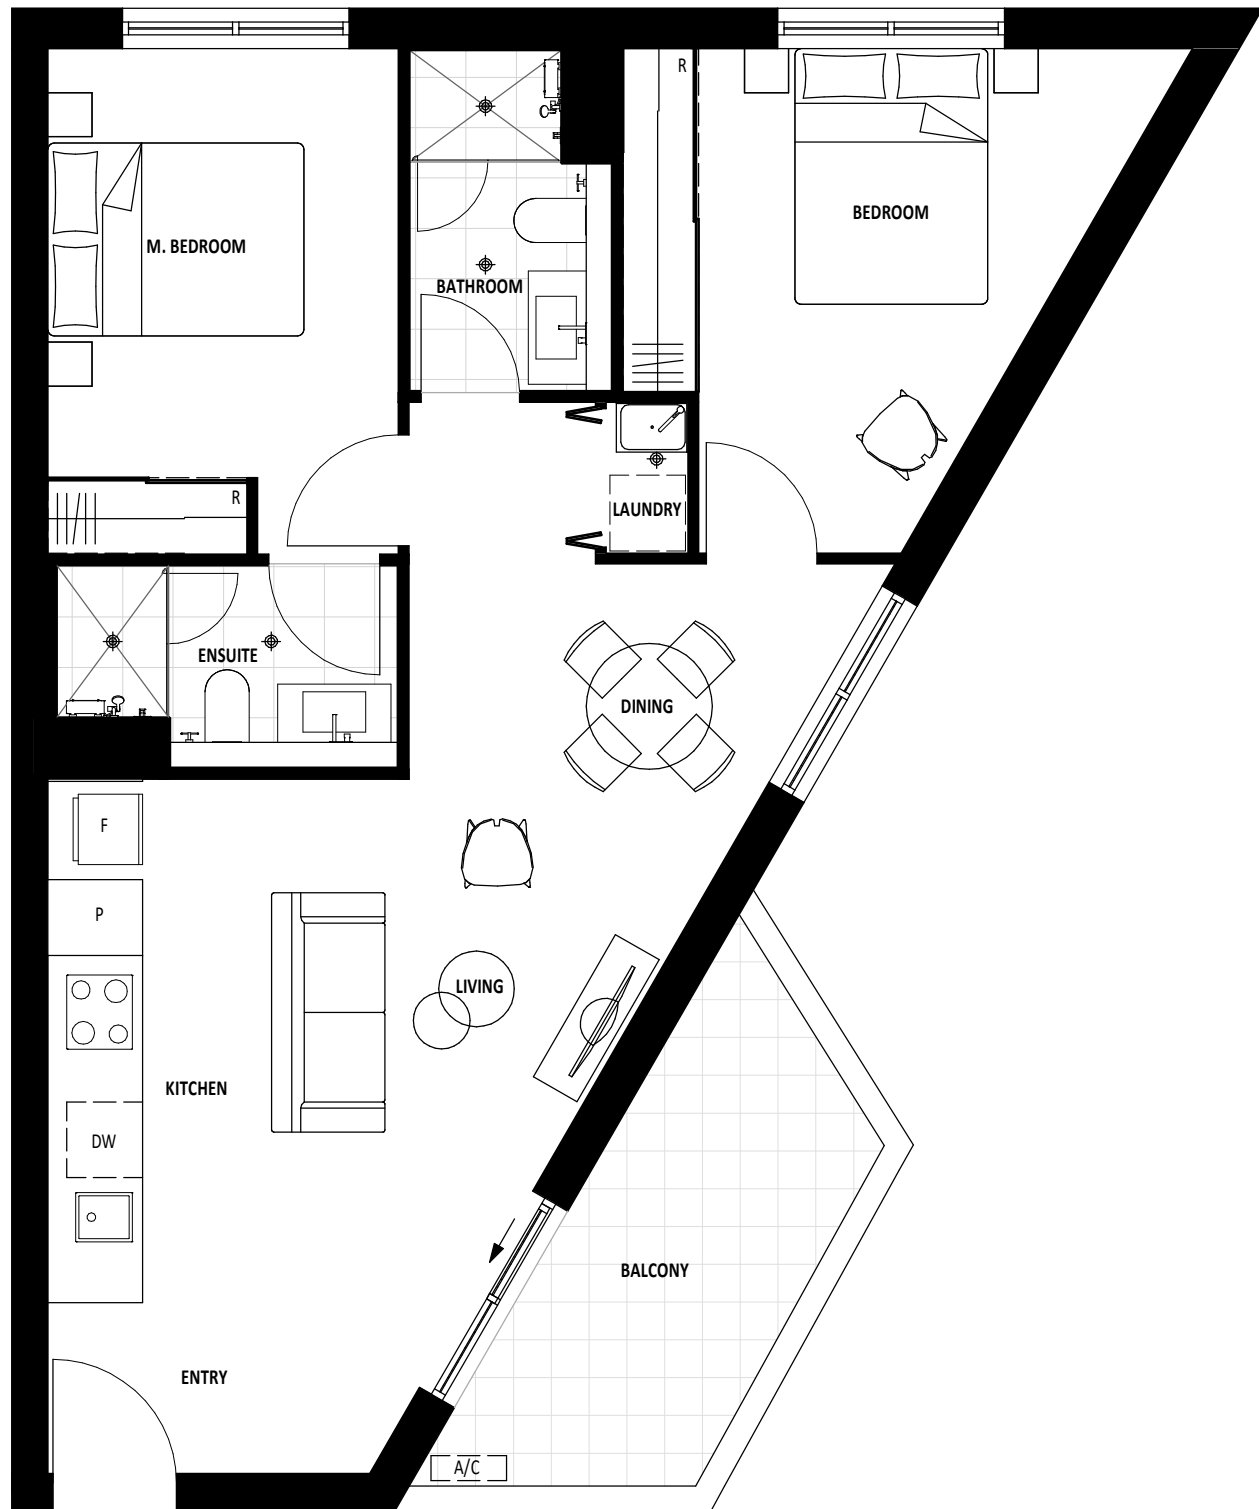 R
BEDROOM
M. BEDROOM
BATHROOM
R
LAUNDRY
ENSUITE
DINING
F
P
LIVING
KITCHEN
DW
BALCONY
ENTRY
A/C